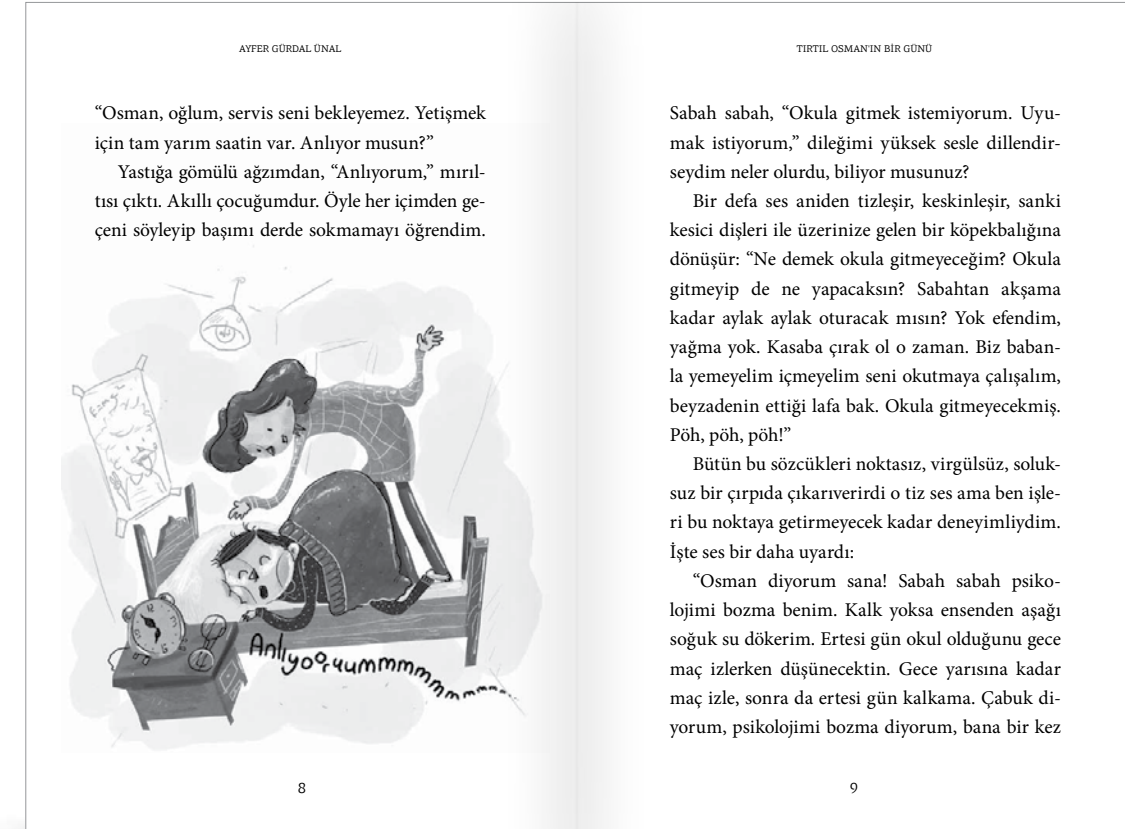 AYFER GÜRDAL ÜNAL
“Osman, oğlum, servis seni bekleyemez. Yetişmek
için tam yarım saatin var. Anlıyor musun?”
Yastığa gömülü ağzımdan, “Anlıyorum,” mırıl-
tısı çıktı. Akıllı çocuğumdur. Öyle her içimden ge-
çeni söyleyip başımı derde sokmamayı öğrendim.
8
TIRTIL OSMAN'IN BİR GÜNÜ
Sabah sabah, “Okula gitmek istemiyorum. Uyu-
mak istiyorum,” dileğimi yüksek sesle dillendir-
seydim neler olurdu, biliyor musunuz?
Bir defa ses aniden tizleşir, keskinleşir, sanki
kesici dişleri ile üzerinize gelen bir köpekbalığına
dönüşür: “Ne demek okula gitmeyeceğim? Okula
gitmeyip de ne yapacaksın? Sabahtan akşama
kadar aylak aylak oturacak mısın? Yok efendim,
yağma yok. Kasaba çırak ol o zaman. Biz baban-
la yemeyelim içmeyelim seni okutmaya çalışalım,
beyzadenin ettiği lafa bak. Okula gitmeyecekmiş.
Pöh, pöh, pöh!”
Bütün bu sözcükleri noktasız, virgülsüz, soluk-
suz bir çırpıda çıkarıverirdi o tiz ses ama ben işle-
ri bu noktaya getirmeyecek kadar deneyimliydim.
İşte ses bir daha uyardı:
“Osman diyorum sana! Sabah sabah psiko-
lojimi bozma benim. Kalk yoksa ensenden aşağı
soğuk su dökerim. Ertesi gün okul olduğunu gece
maç izlerken düşünecektin. Gece yarısına kadar
maç izle, sonra da ertesi gün kalkama. Çabuk di-
yorum, psikolojimi bozma diyorum, bana bir kez
9